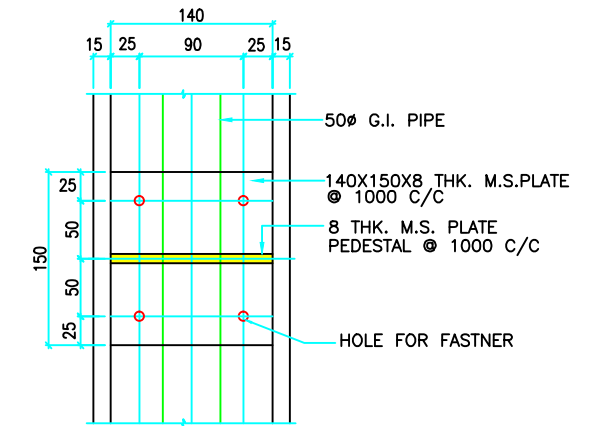 140
15 25 90 25 15
50ø G.I. PIPE
25
140X150X8 THK. M.S.PLATE
@ 1000 C/C
50
8 THK. M.S. PLATE
PEDESTAL @ 1000 C/C
150
50
25
HOLE FOR FASTNER